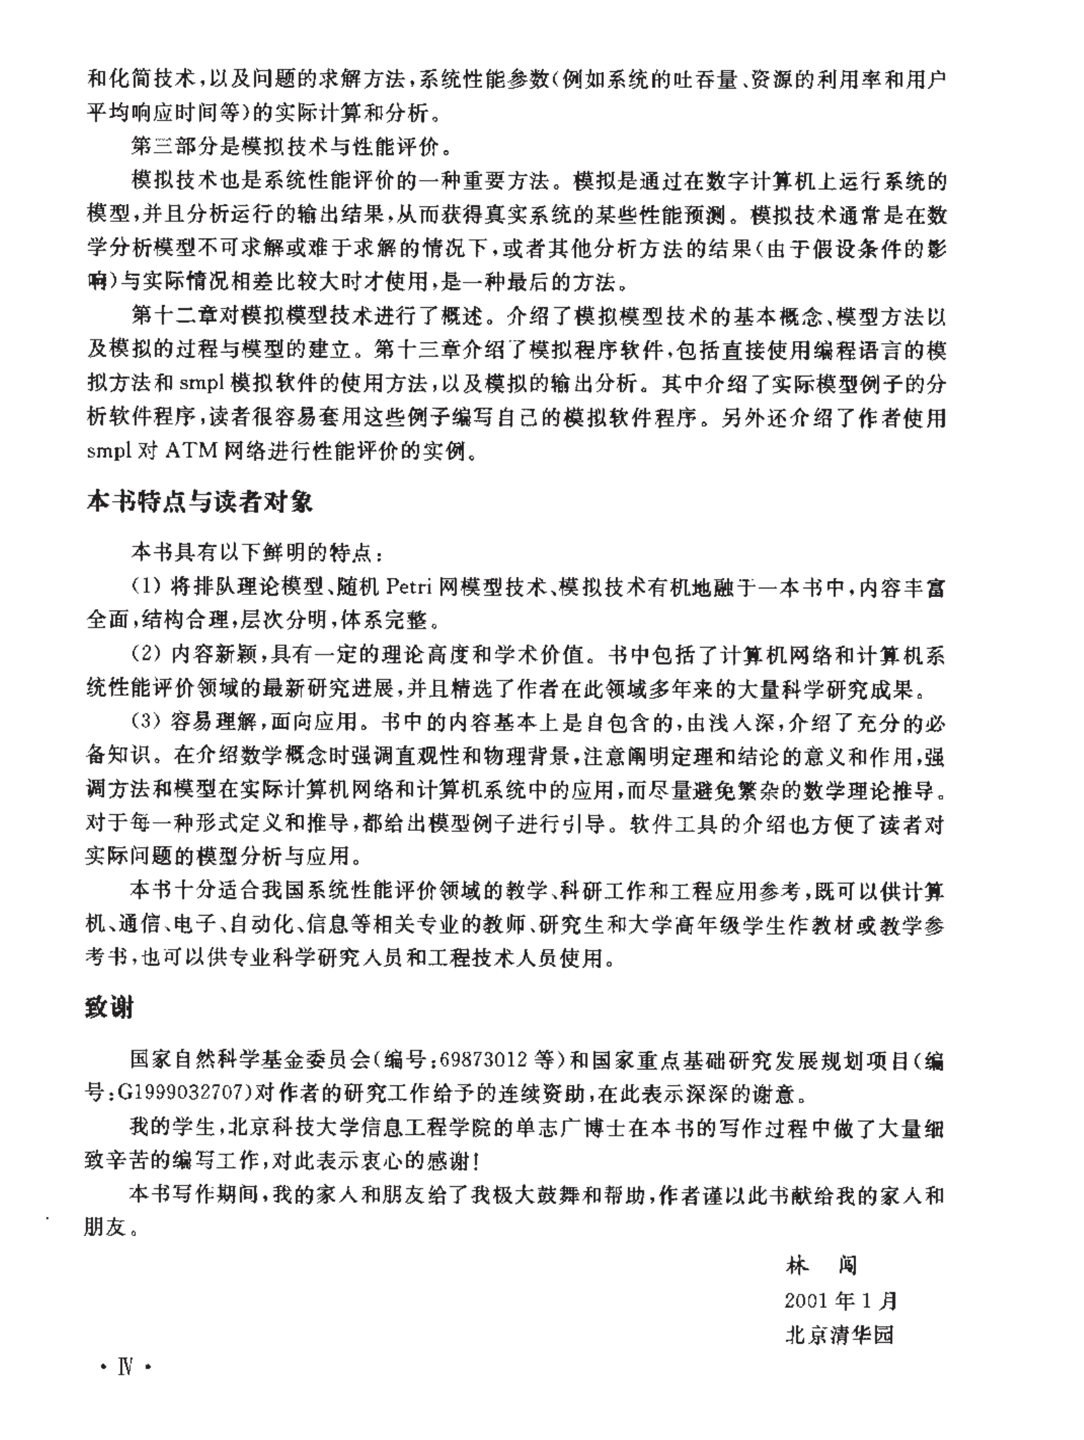 和化简技术,以及问题的求解方法,系统性能参数(例如系统的吐吞量、资源的利用率和用户
平均响应时间等)的实际计算和分析。
第三部分是模拟技术与性能评价。
模拟技术也是系统性能评价的一种重要方法。模拟是通过在数字计算机上运行系统的
模型,并且分析运行的输出结果,从而获得真实系统的某些性能预测。模拟技术通常是在数
学分析模型不可求解或难于求解的情况下,或者其他分析方法的结果(由于假设条件的影
响)与实际情况相差比较大时才使用,是一种最后的方法。
第十二章对模拟模型技术进行了概述。介绍了模拟模型技术的基本概念、模型方法以
及模拟的过程与模型的建立。第十三章介绍了模拟程序软件,包括直接使用编程语言的模
拟方法和 smpl 模拟软件的使用方法,以及模拟的输出分析。其中介绍了实际模型例子的分
析软件程序,读者很容易套用这些例子编写自己的模拟软件程序。另外还介绍了作者使用
smpl 对 ATM 网络进行性能评价的实例。
本书特点与读者对象
本书具有以下鲜明的特点:
(1) 将排队理论模型、随机 Petri 网模型技术、模拟技术有机地融于一本书中,内容丰富
全面,结构合理,层次分明,体系完整。
(2) 内容新颖,具有一定的理论高度和学术价值。书中包括了计算机网络和计算机系
统性能评价领域的最新研究进展,并且精选了作者在此领域多年来的大量科学研究成果。
(3) 容易理解,面向应用。书中的内容基本上是自包含的,由浅入深,介绍了充分的必
备知识。在介绍数学概念时强调直观性和物理背景,注意阐明定理和结论的意义和作用,强
调方法和模型在实际计算机网络和计算机系统中的应用,而尽量避免繁杂的数学理论推导。
对于每一种形式定义和推导,都给出模型例子进行引导。软件工具的介绍也方便了读者对
实际问题的模型分析与应用。
本书十分适合我国系统性能评价领域的教学、科研工作和工程应用参考,既可以供计算
机、通信、电子、自动化、信息等相关专业的教师、研究生和大学高年级学生作教材或教学参
考书,也可以供专业科学研究人员和工程技术人员使用。
致谢
国家自然科学基金委员会(编号:69873012 等)和国家重点基础研究发展规划项目(编
号:G1999032707)对作者的研究工作给予的连续资助,在此表示深深的谢意。
我的学生,北京科技大学信息工程学院的单志广博士在本书的写作过程中做了大量细
致辛苦的编写工作,对此表示衷心的感谢!
本书写作期间,我的家人和朋友给了我极大鼓舞和帮助,作者谨以此书献给我的家人和
朋友。
林 闯
2001 年 1 月
北京清华园
· Ⅳ ·